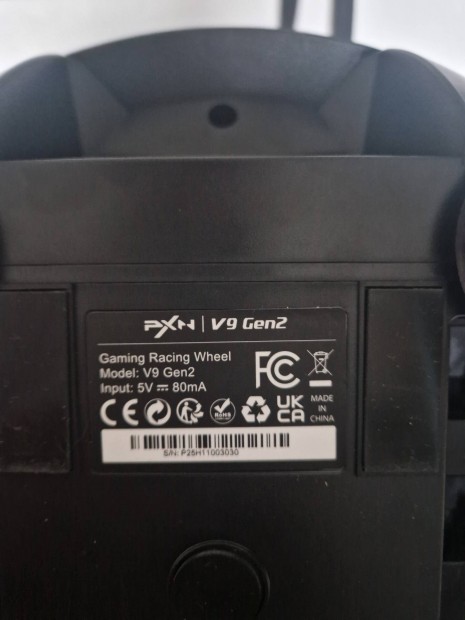 PXN | V9 Gen2
Gaming Racing Wheel
Model: V9 Gen2
Input: 5V ⎓ 80mA
FC
CE
RoHS
UK
CA
MADE
IN
CHINA
S/N: P25H11003030